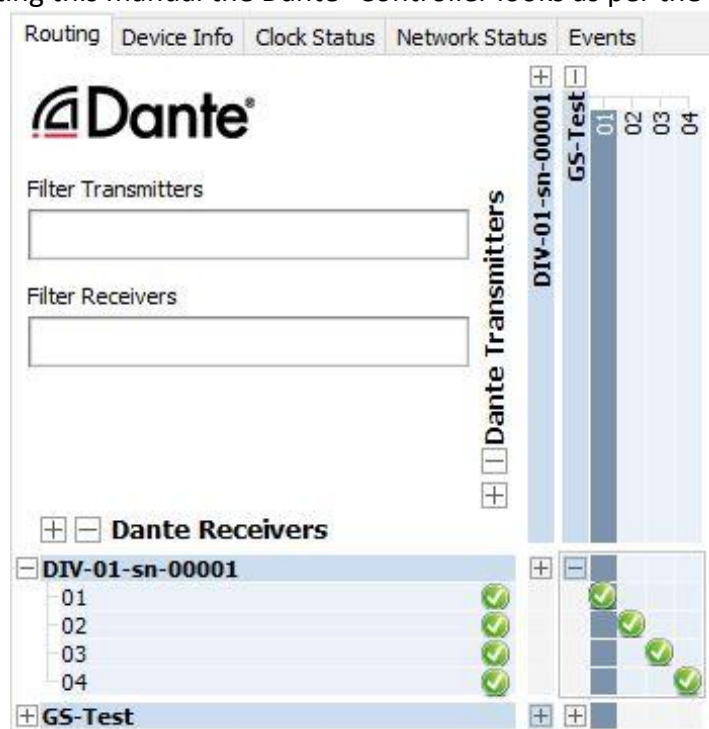 Routing Device Info Clock Status Network Status Events
Dante®
Filter Transmitters
Filter Receivers
Dante Transmitters
DIV-01-sn-00001
GS-Test
01
02
03
04
Dante Receivers
DIV-01-sn-00001
01
02
03
04
GS-Test